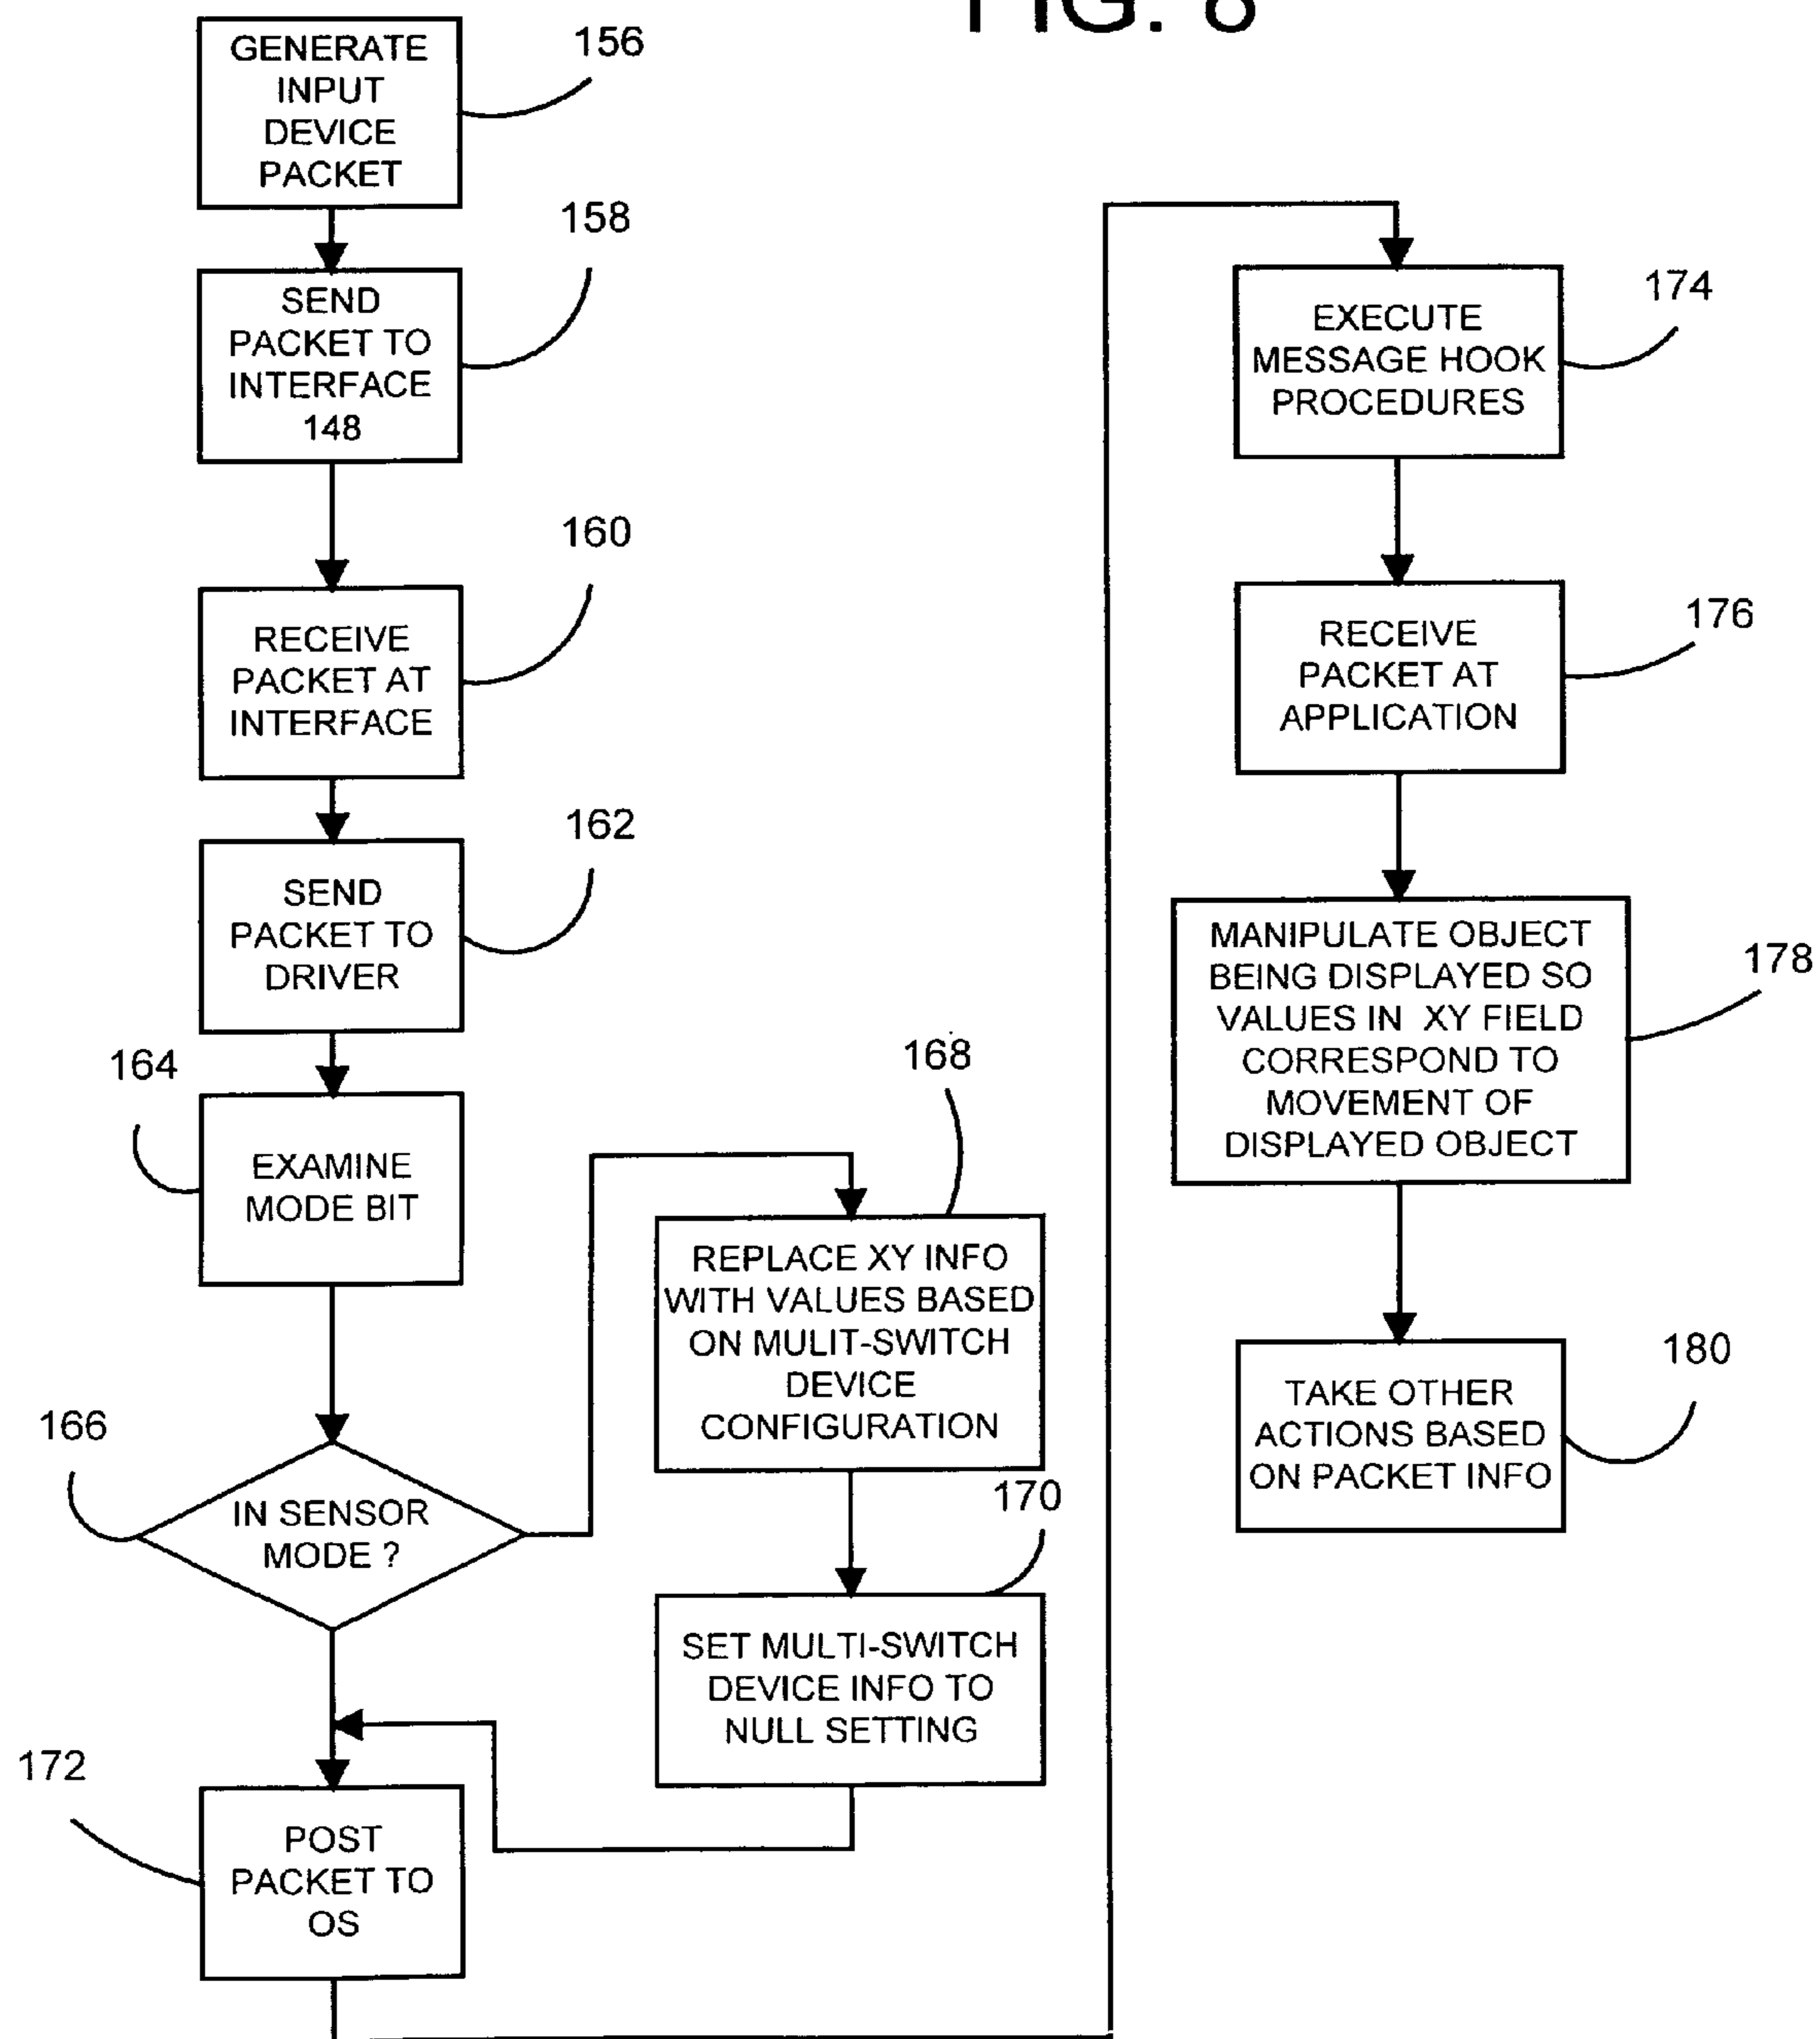 FIG. 8
GENERATE
INPUT
DEVICE
PACKET
156
SEND
PACKET TO
INTERFACE
148
158
RECEIVE
PACKET AT
INTERFACE
160
SEND
PACKET TO
DRIVER
162
EXAMINE
MODE BIT
164
IN SENSOR
MODE ?
166
REPLACE XY INFO
WITH VALUES BASED
ON MULIT-SWITCH
DEVICE
CONFIGURATION
168
SET MULTI-SWITCH
DEVICE INFO TO
NULL SETTING
170
POST
PACKET TO
OS
172
EXECUTE
MESSAGE HOOK
PROCEDURES
174
RECEIVE
PACKET AT
APPLICATION
176
MANIPULATE OBJECT
BEING DISPLAYED SO
VALUES IN XY FIELD
CORRESPOND TO
MOVEMENT OF
DISPLAYED OBJECT
178
TAKE OTHER
ACTIONS BASED
ON PACKET INFO
180